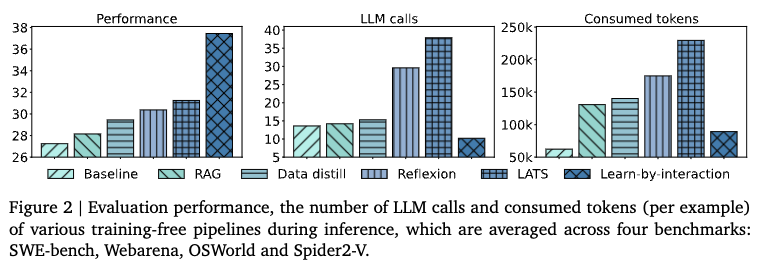 Performance
LLM calls
Consumed tokens
38
36
34
32
30
28
26
40
35
30
25
20
15
10
5
250k
200k
150k
100k
50k
Baseline RAG Data distill Reflexion LATS Learn-by-interaction
Figure 2 | Evaluation performance, the number of LLM calls and consumed tokens (per example)
of various training-free pipelines during inference, which are averaged across four benchmarks:
SWE-bench, Webarena, OSWorld and Spider2-V.